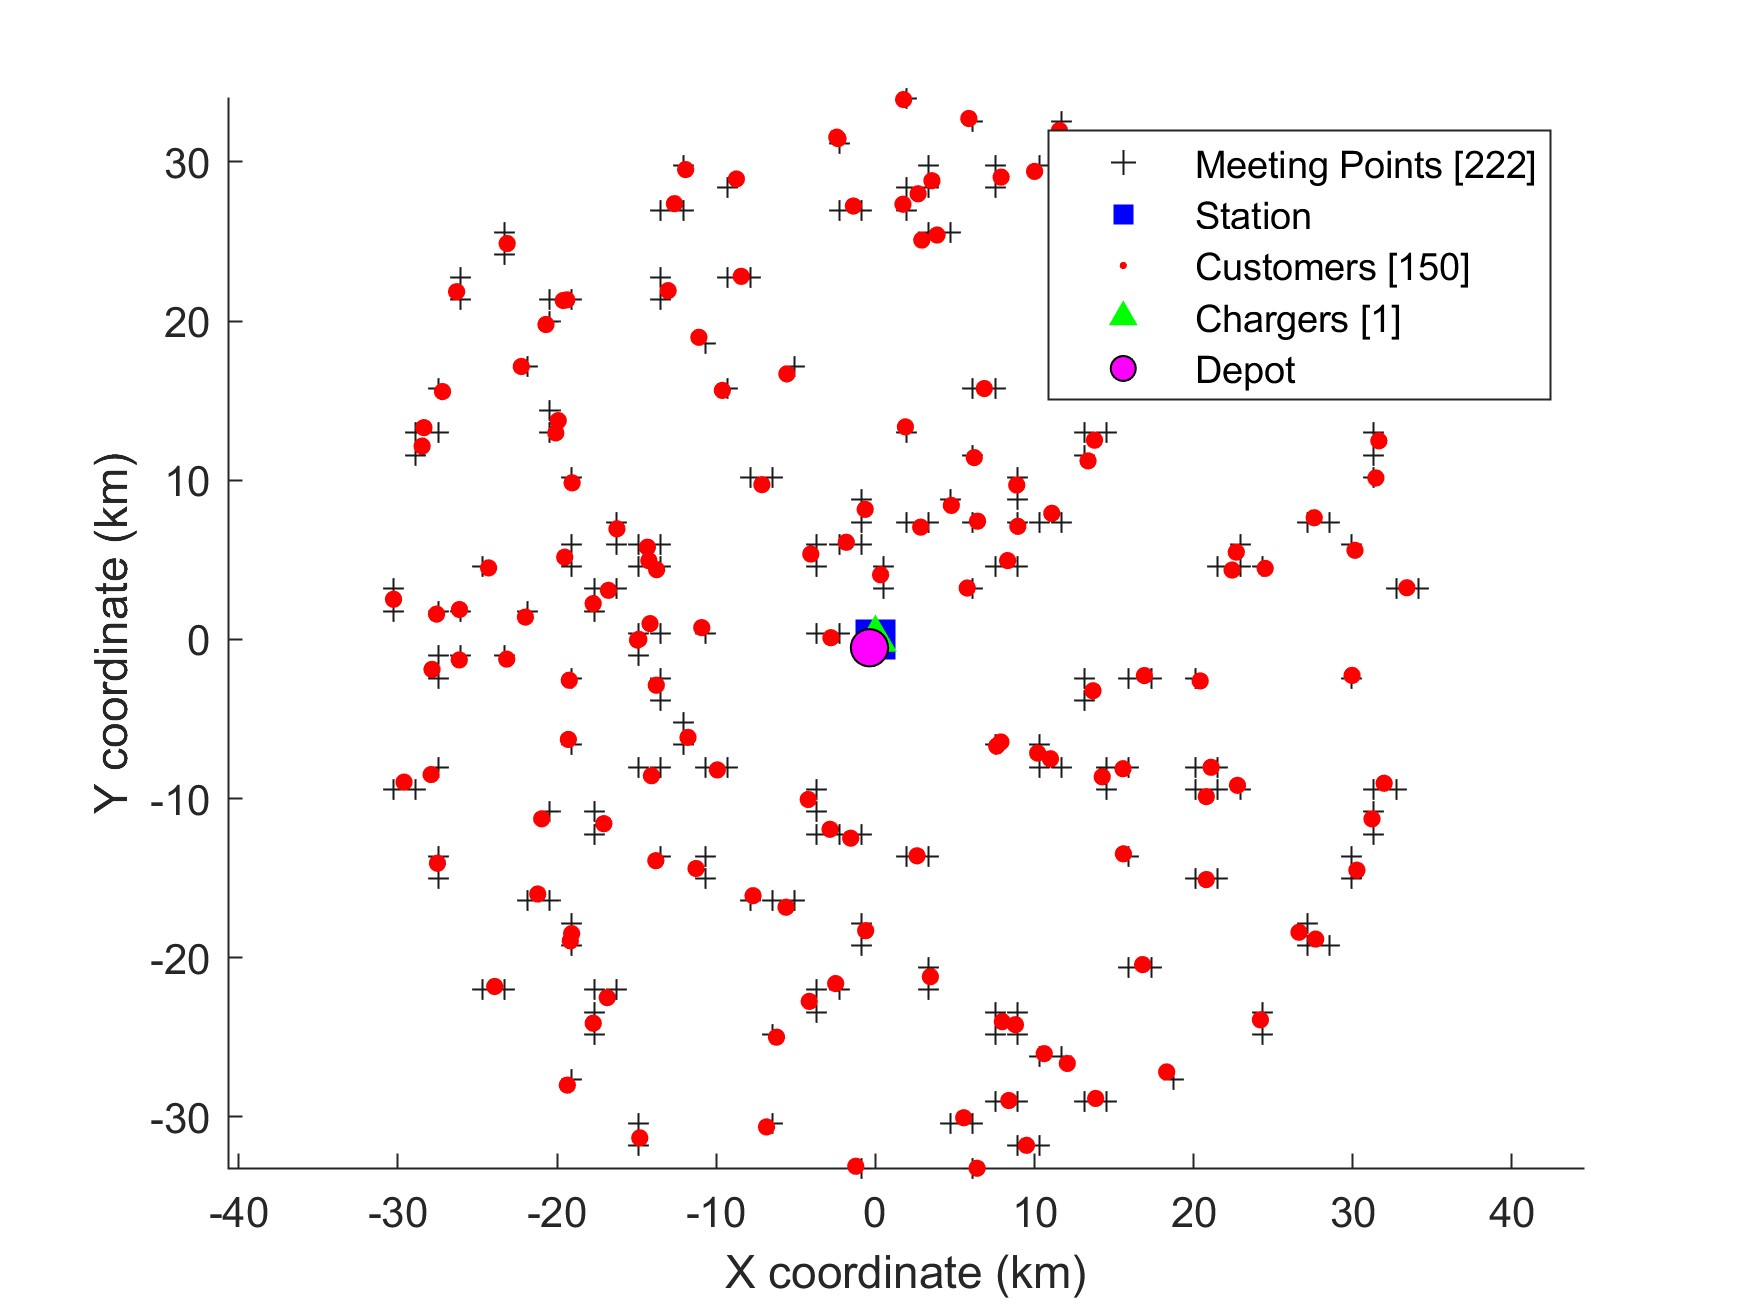 30
20
10
0
-10
-20
-30
-40 -30 -20 -10 0 10 20 30 40
X coordinate (km)
Y coordinate (km)
Meeting Points [222]
Station
Customers [150]
Chargers [1]
Depot